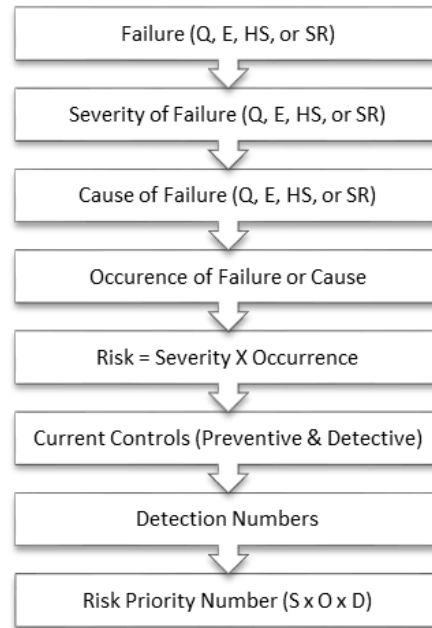 Failure (Q, E, HS, or SR)
Severity of Failure (Q, E, HS, or SR)
Cause of Failure (Q, E, HS, or SR)
Occurence of Failure or Cause
Risk = Severity X Occurrence
Current Controls (Preventive & Detective)
Detection Numbers
Risk Priority Number (S x O x D)